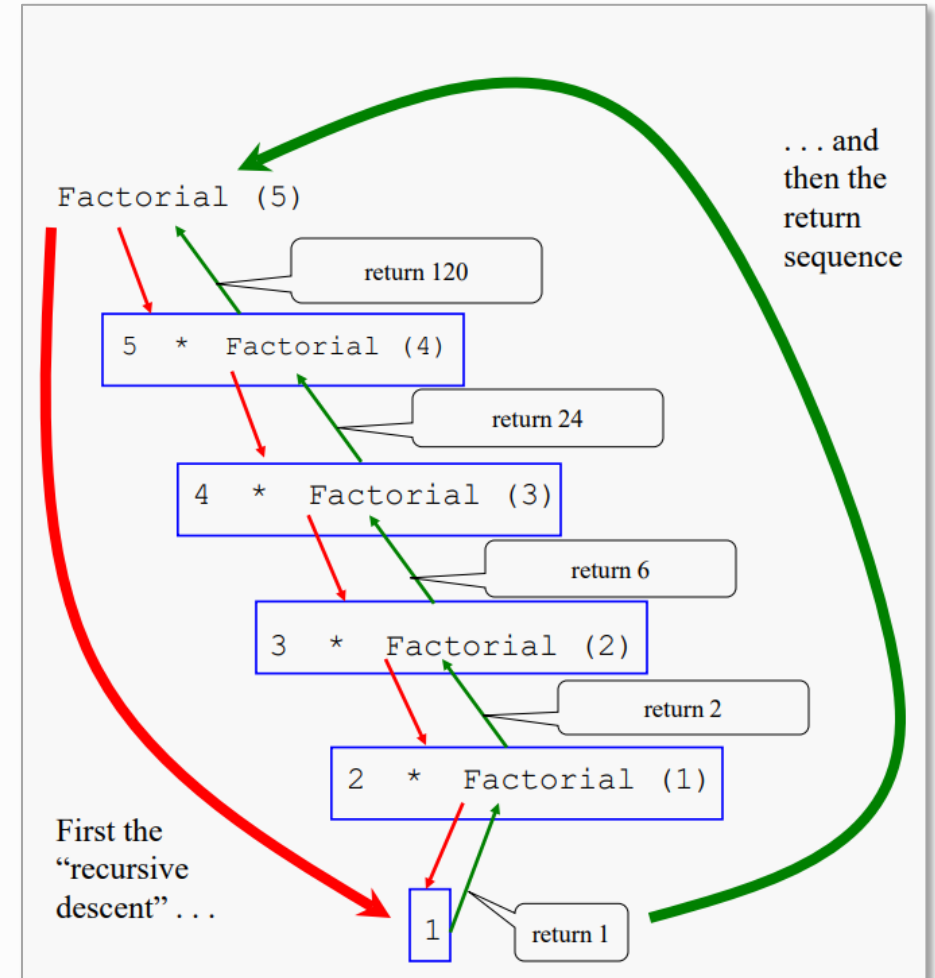 . . . and
then the
return
sequence
Factorial (5)
return 120
5 * Factorial (4)
return 24
4 * Factorial (3)
return 6
3 * Factorial (2)
return 2
2 * Factorial (1)
First the
“recursive
descent” . . .
1
return 1